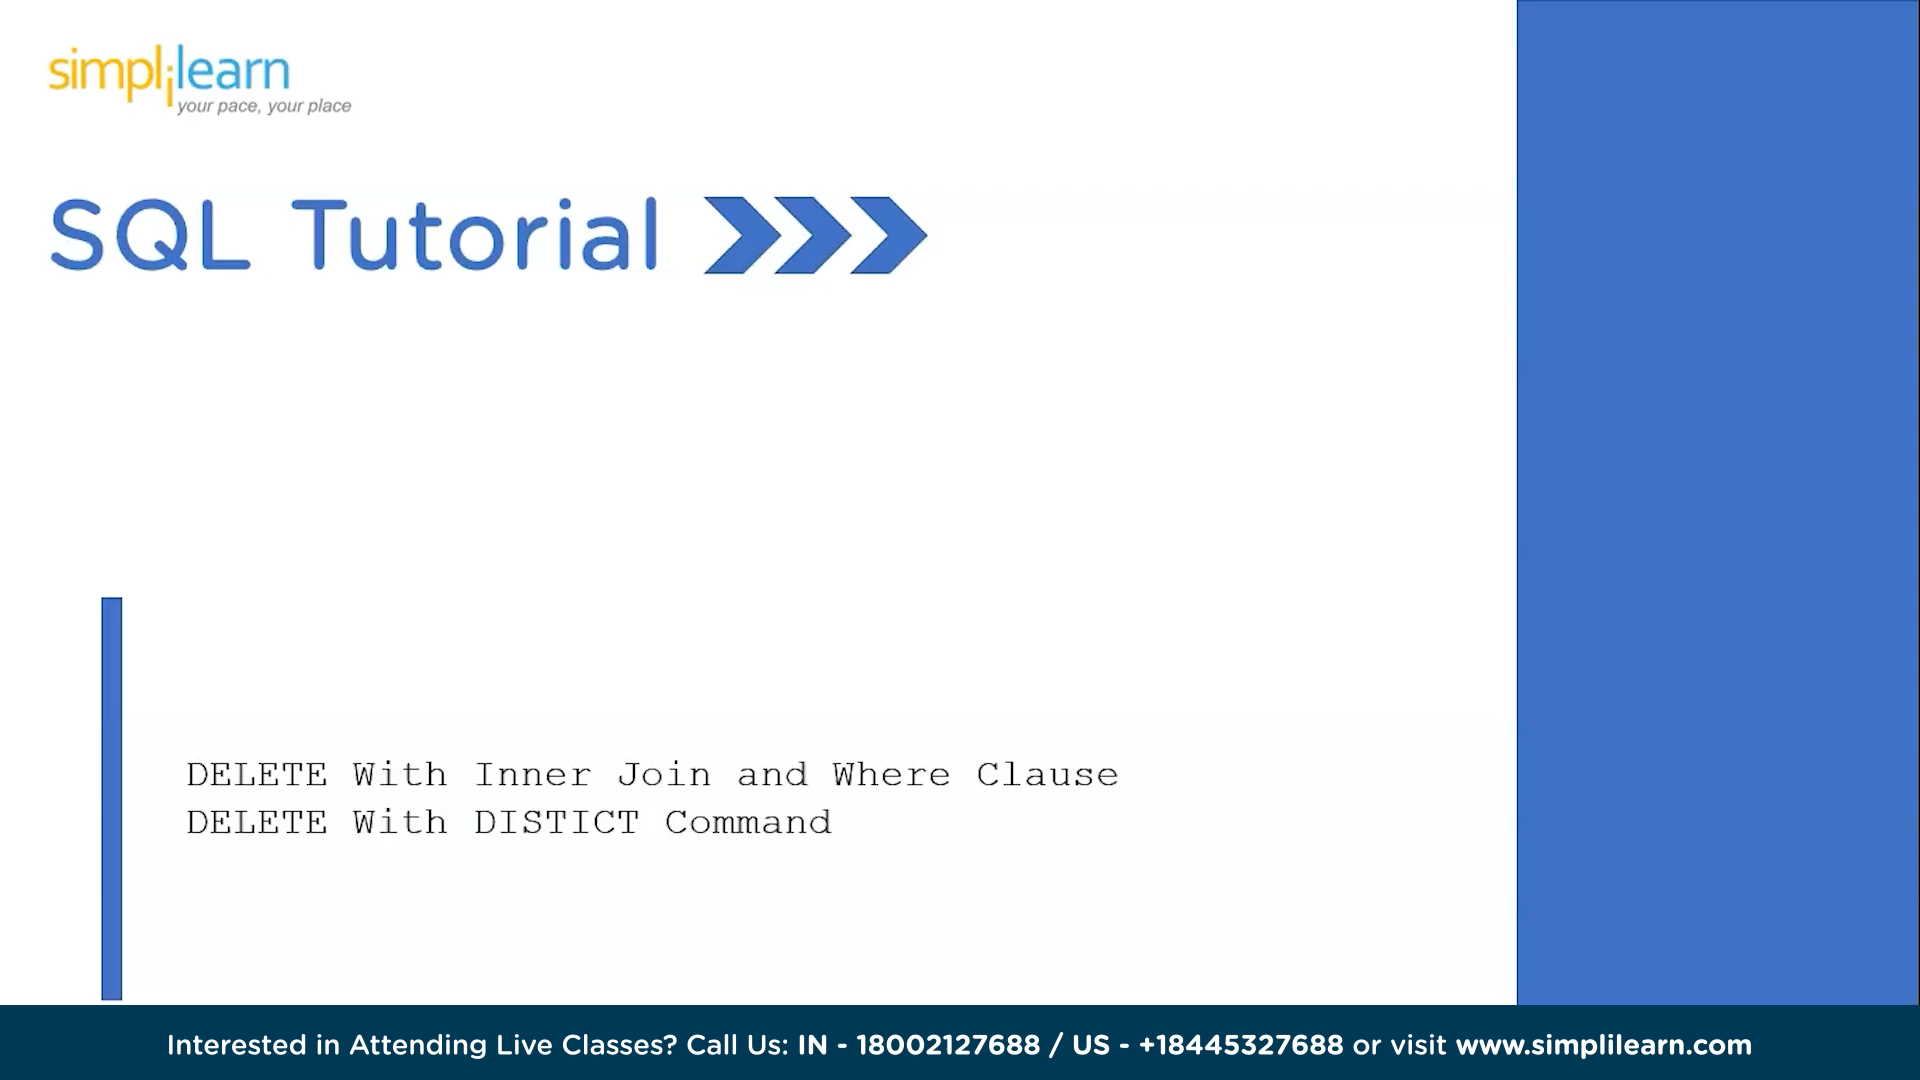 simplilearn
your pace, your place
SQL Tutorial
DELETE With Inner Join and Where Clause
DELETE With DISTICT Command
Interested in Attending Live Classes? Call Us: IN - 18002127688 / US - +18445327688 or visit www.simplilearn.com